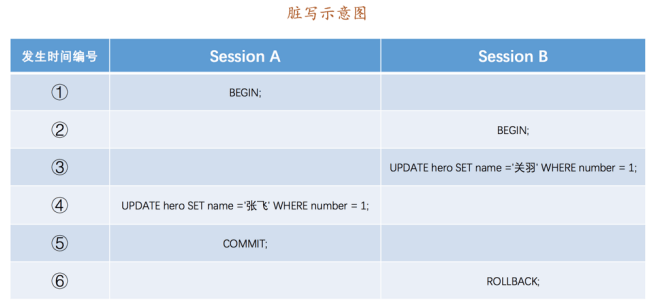 脏写示意图
发生时间编号 Session A Session B
① BEGIN;
② BEGIN;
③ UPDATE hero SET name ='关羽' WHERE number = 1;
④ UPDATE hero SET name ='张飞' WHERE number = 1;
⑤ COMMIT;
⑥ ROLLBACK;